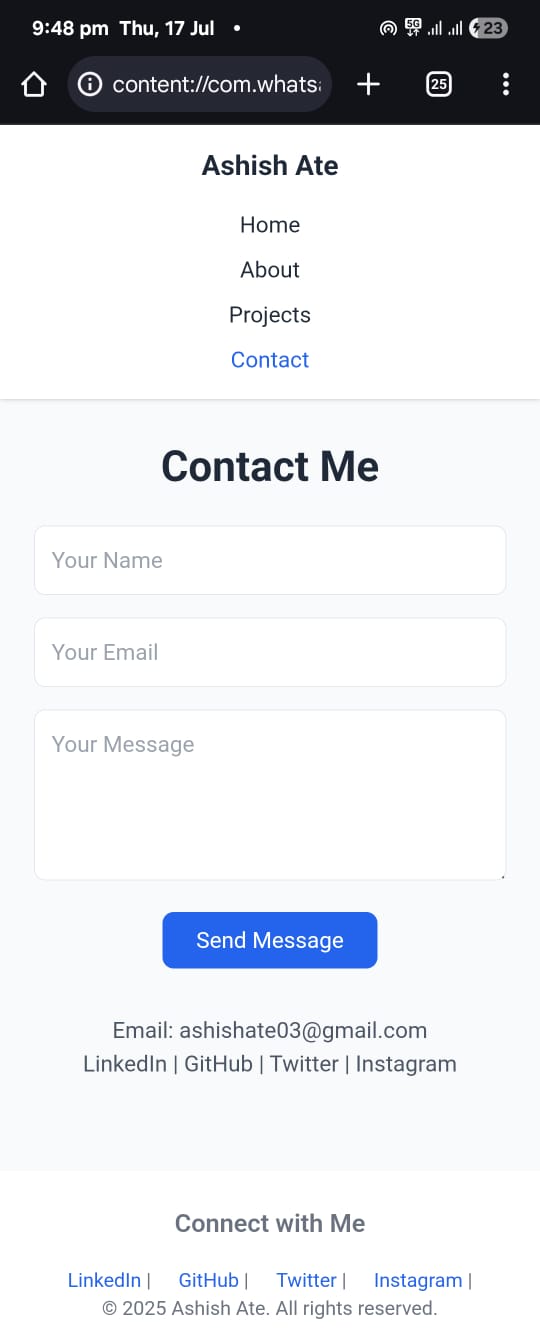 9:48 pm Thu, 17 Jul •
5G
23
content://com.whatsa
25
Ashish Ate
Home
About
Projects
Contact
Contact Me
Your Name
Your Email
Your Message
Send Message
Email: ashishate03@gmail.com
LinkedIn | GitHub | Twitter | Instagram
Connect with Me
LinkedIn | GitHub | Twitter | Instagram |
© 2025 Ashish Ate. All rights reserved.